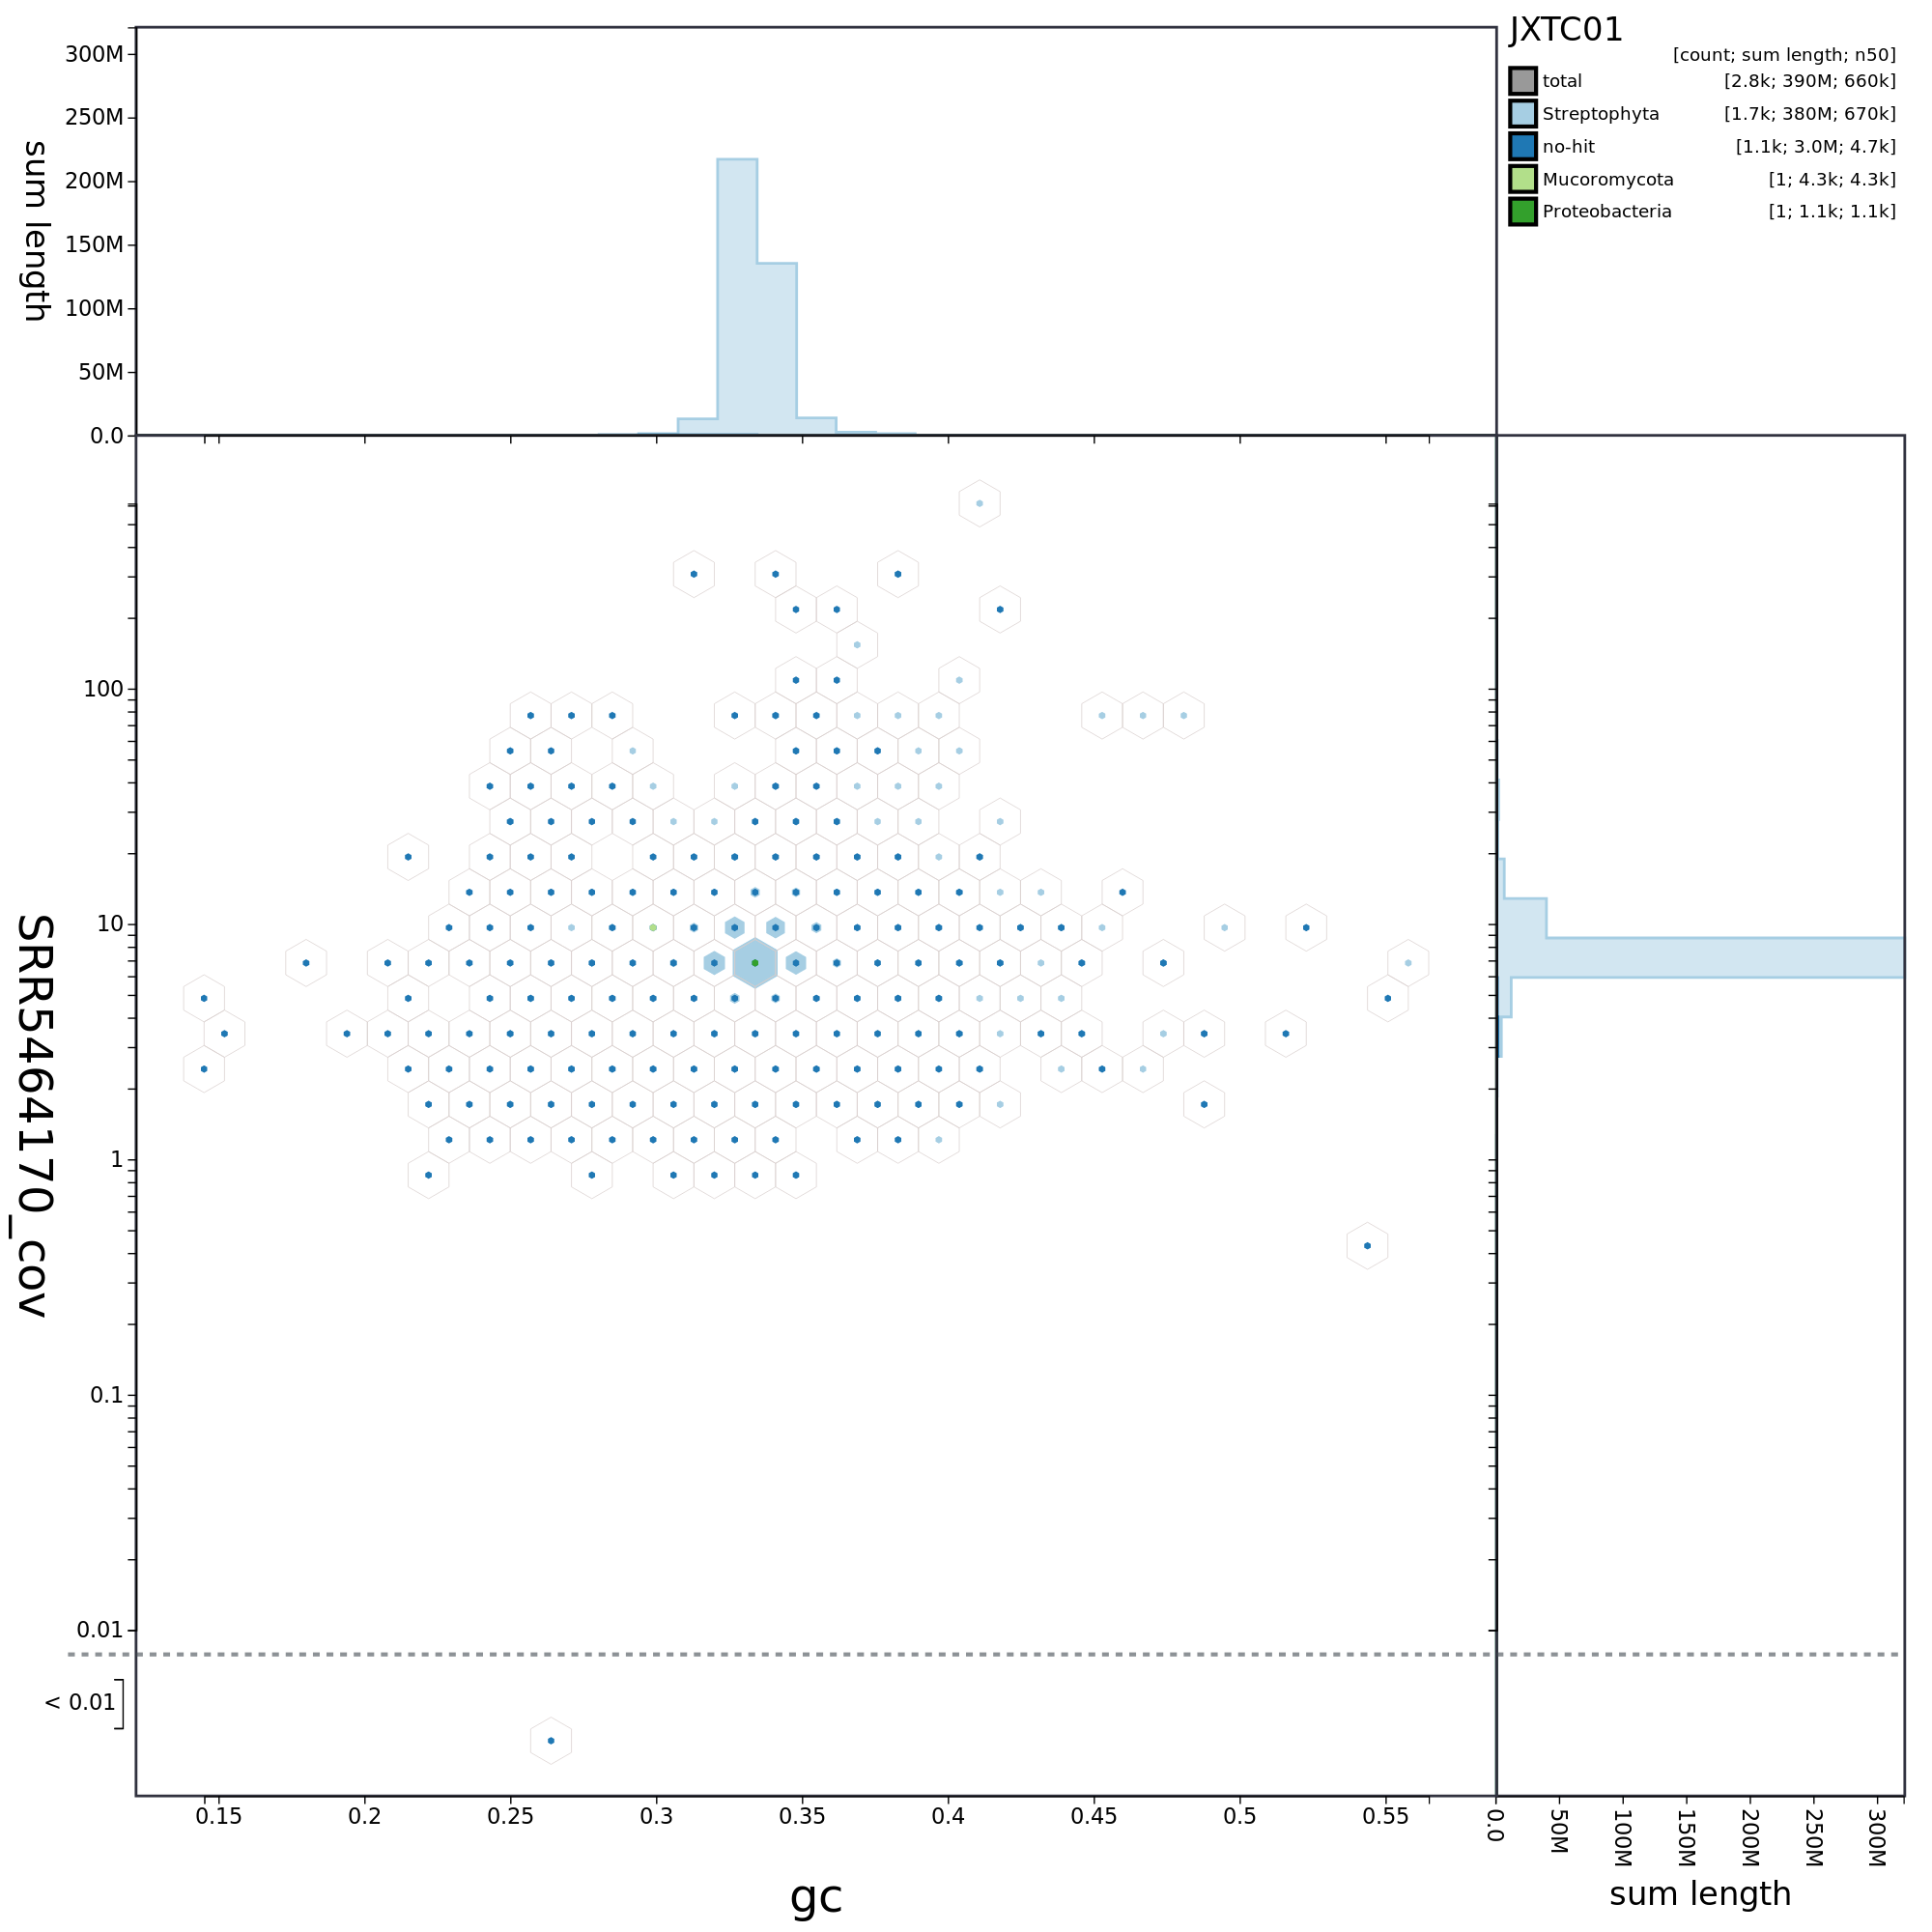 JXTC01
[count; sum length; n50]
total [2.8k; 390M; 660k]
Streptophyta [1.7k; 380M; 670k]
no-hit [1.1k; 3.0M; 4.7k]
Mucoromycota [1; 4.3k; 4.3k]
Proteobacteria [1; 1.1k; 1.1k]
sum length
300M
250M
200M
150M
100M
50M
0.0
SRR5464170_cov
100
10
1
0.1
0.01
< 0.01
0.15 0.2 0.25 0.3 0.35 0.4 0.45 0.5 0.55
gc
0.0 50M 100M 150M 200M 250M 300M
sum length